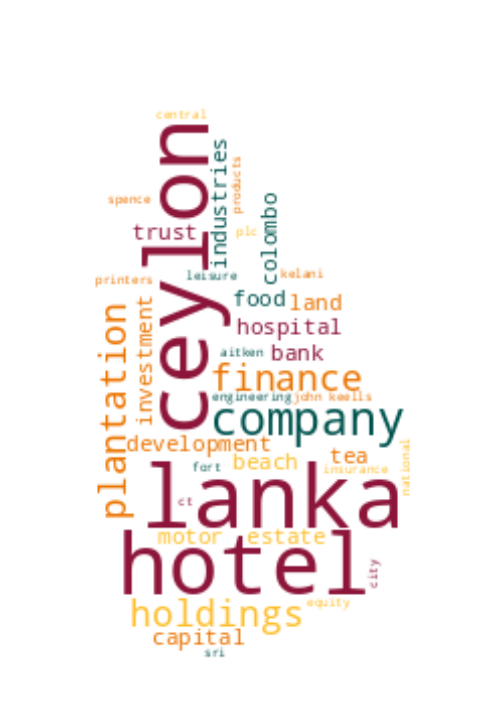 central
ceylon
industries
products
spence
colombo
trust
plc
leisure
kelani
printers
food
land
investment
plantation
hospital
aitken
bank
finance
engineering
john keells
company
development
tea
beach
fort
insurance
national
lanka
ct
motor
estate
hotel
city
holdings
equity
capital
sri